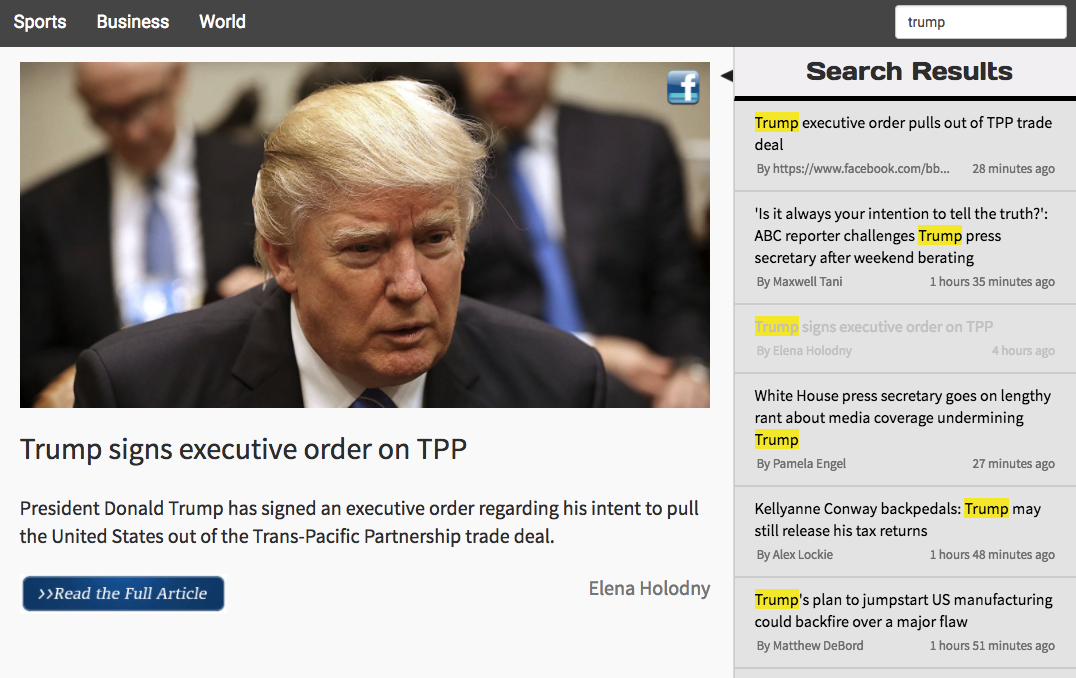 Sports Business World
trump
Search Results
Trump signs executive order on TPP
President Donald Trump has signed an executive order regarding his intent to pull
the United States out of the Trans-Pacific Partnership trade deal.
>>Read the Full Article
Elena Holodny
Trump executive order pulls out of TPP trade
deal
By https://www.facebook.com/bb... 28 minutes ago
'Is it always your intention to tell the truth?':
ABC reporter challenges Trump press
secretary after weekend berating
By Maxwell Tani 1 hours 35 minutes ago
Trump signs executive order on TPP
By Elena Holodny 4 hours ago
White House press secretary goes on lengthy
rant about media coverage undermining
Trump
By Pamela Engel 27 minutes ago
Kellyanne Conway backpedals: Trump may
still release his tax returns
By Alex Lockie 1 hours 48 minutes ago
Trump's plan to jumpstart US manufacturing
could backfire over a major flaw
By Matthew DeBord 1 hours 51 minutes ago